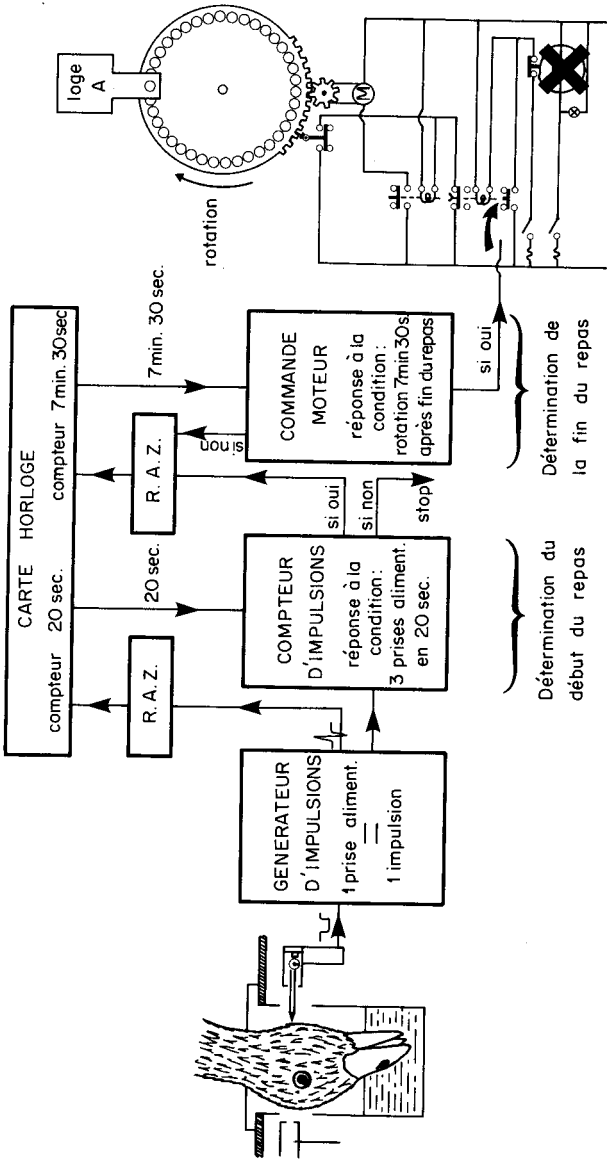 CARTE HORLOGE
compteur 20 sec.
compteur 7 min. 30 sec
R. A. Z.
R. A. Z.
20 sec.
7 min. 30 sec.
si non
GENERATEUR
D'IMPULSIONS
1 prise aliment.
=
1 impulsion
COMPTEUR
D'IMPULSIONS
réponse à la
condition :
3 prises aliment.
en 20 sec.
si oui
si non
stop
COMMANDE
MOTEUR
réponse à la
condition :
rotation 7min30s
après fin du repas
si oui
Détermination du
début du repas
Détermination de
la fin du repas
loge
A
rotation
M